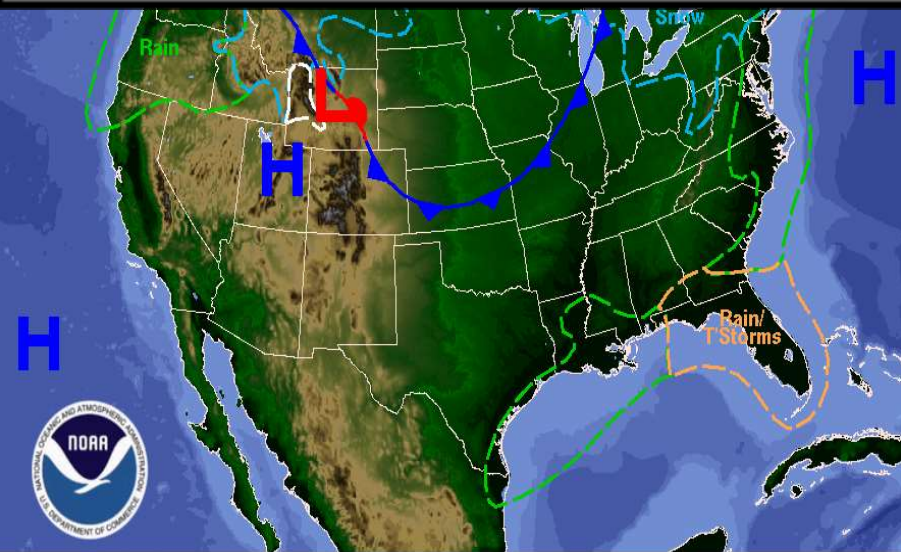 Snow
Rain
H
L
H
Rain/
T'Storms
H
NATIONAL OCEANIC AND ATMOSPHERIC ADMINISTRATION
NOAA
U.S. DEPARTMENT OF COMMERCE